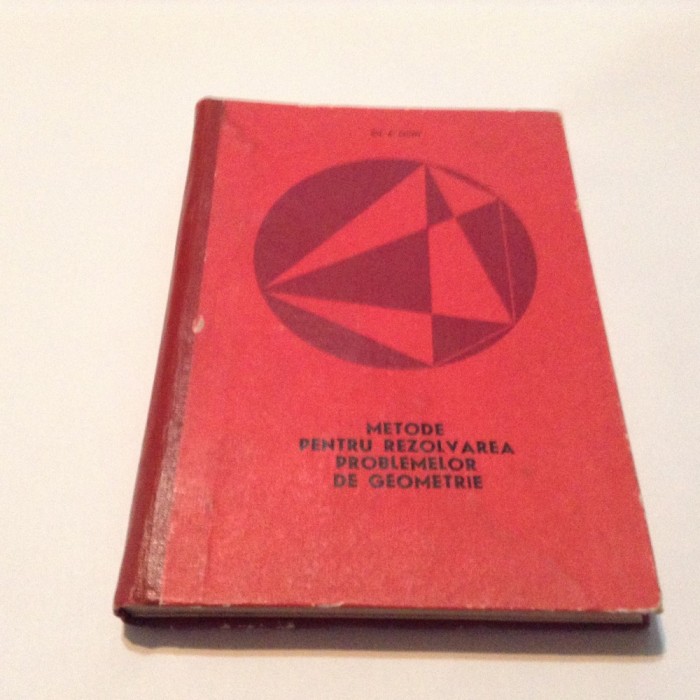 METODE
PENTRU REZOLVAREA
PROBLEMELOR
DE GEOMETRIE